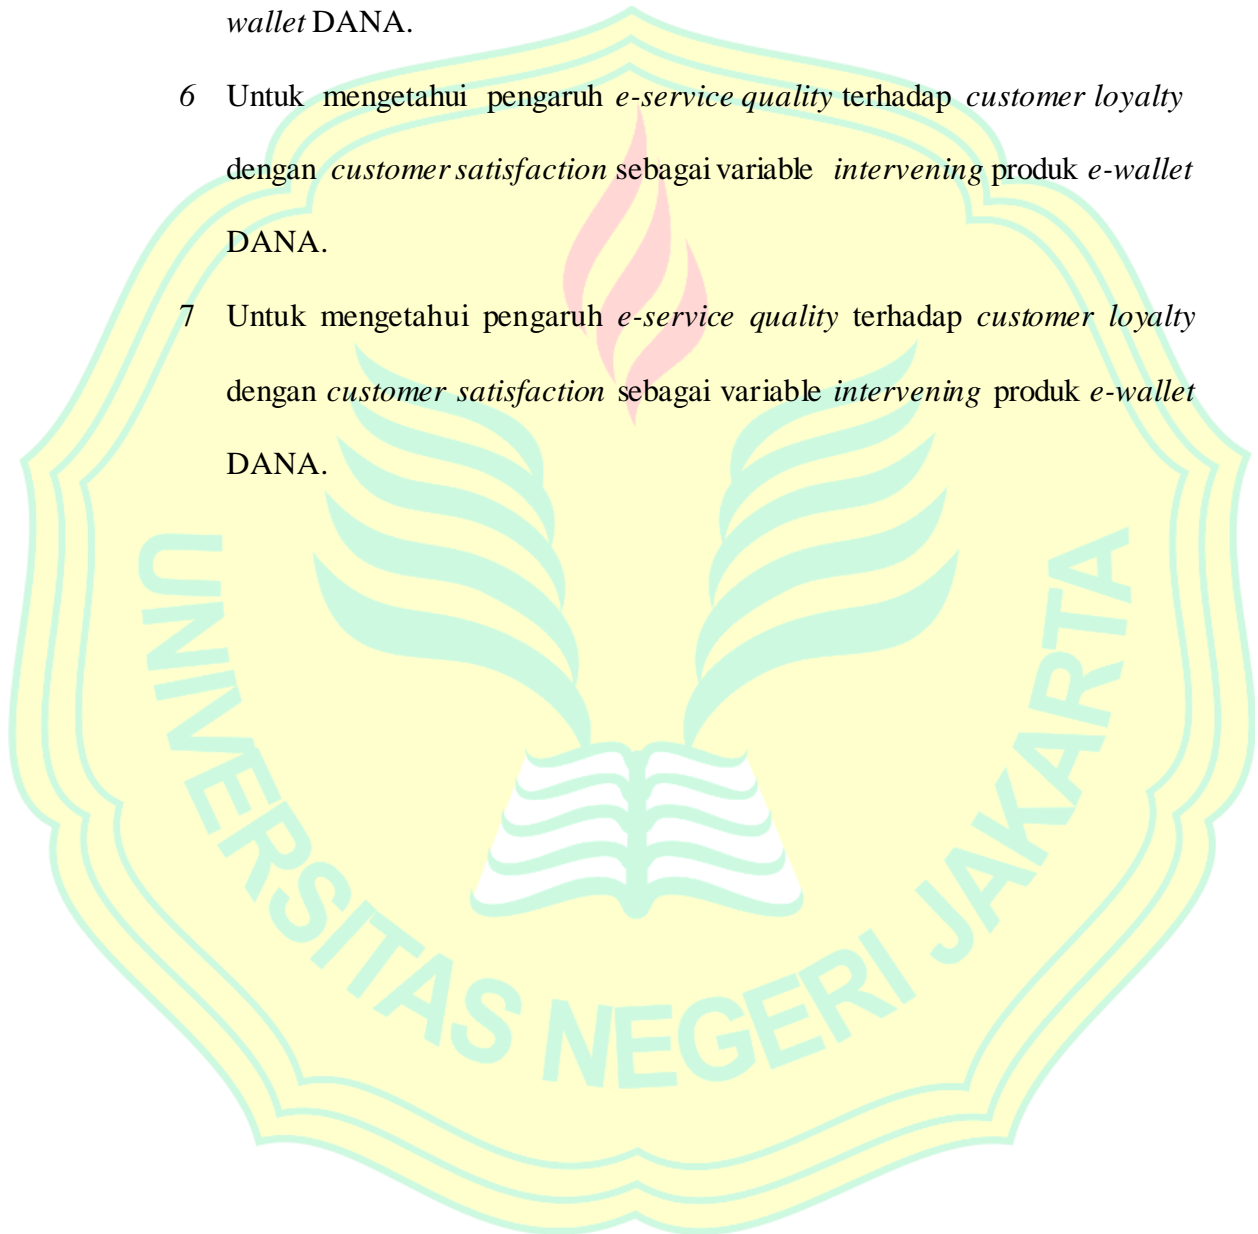 wallet DANA.
6 Untuk mengetahui pengaruh e-service quality terhadap customer loyalty
dengan customer satisfaction sebagai variable intervening produk e-wallet
DANA.
7 Untuk mengetahui pengaruh e-service quality terhadap customer loyalty
dengan customer satisfaction sebagai variable intervening produk e-wallet
DANA.
UNIVERSITAS NEGERI JAKARTA